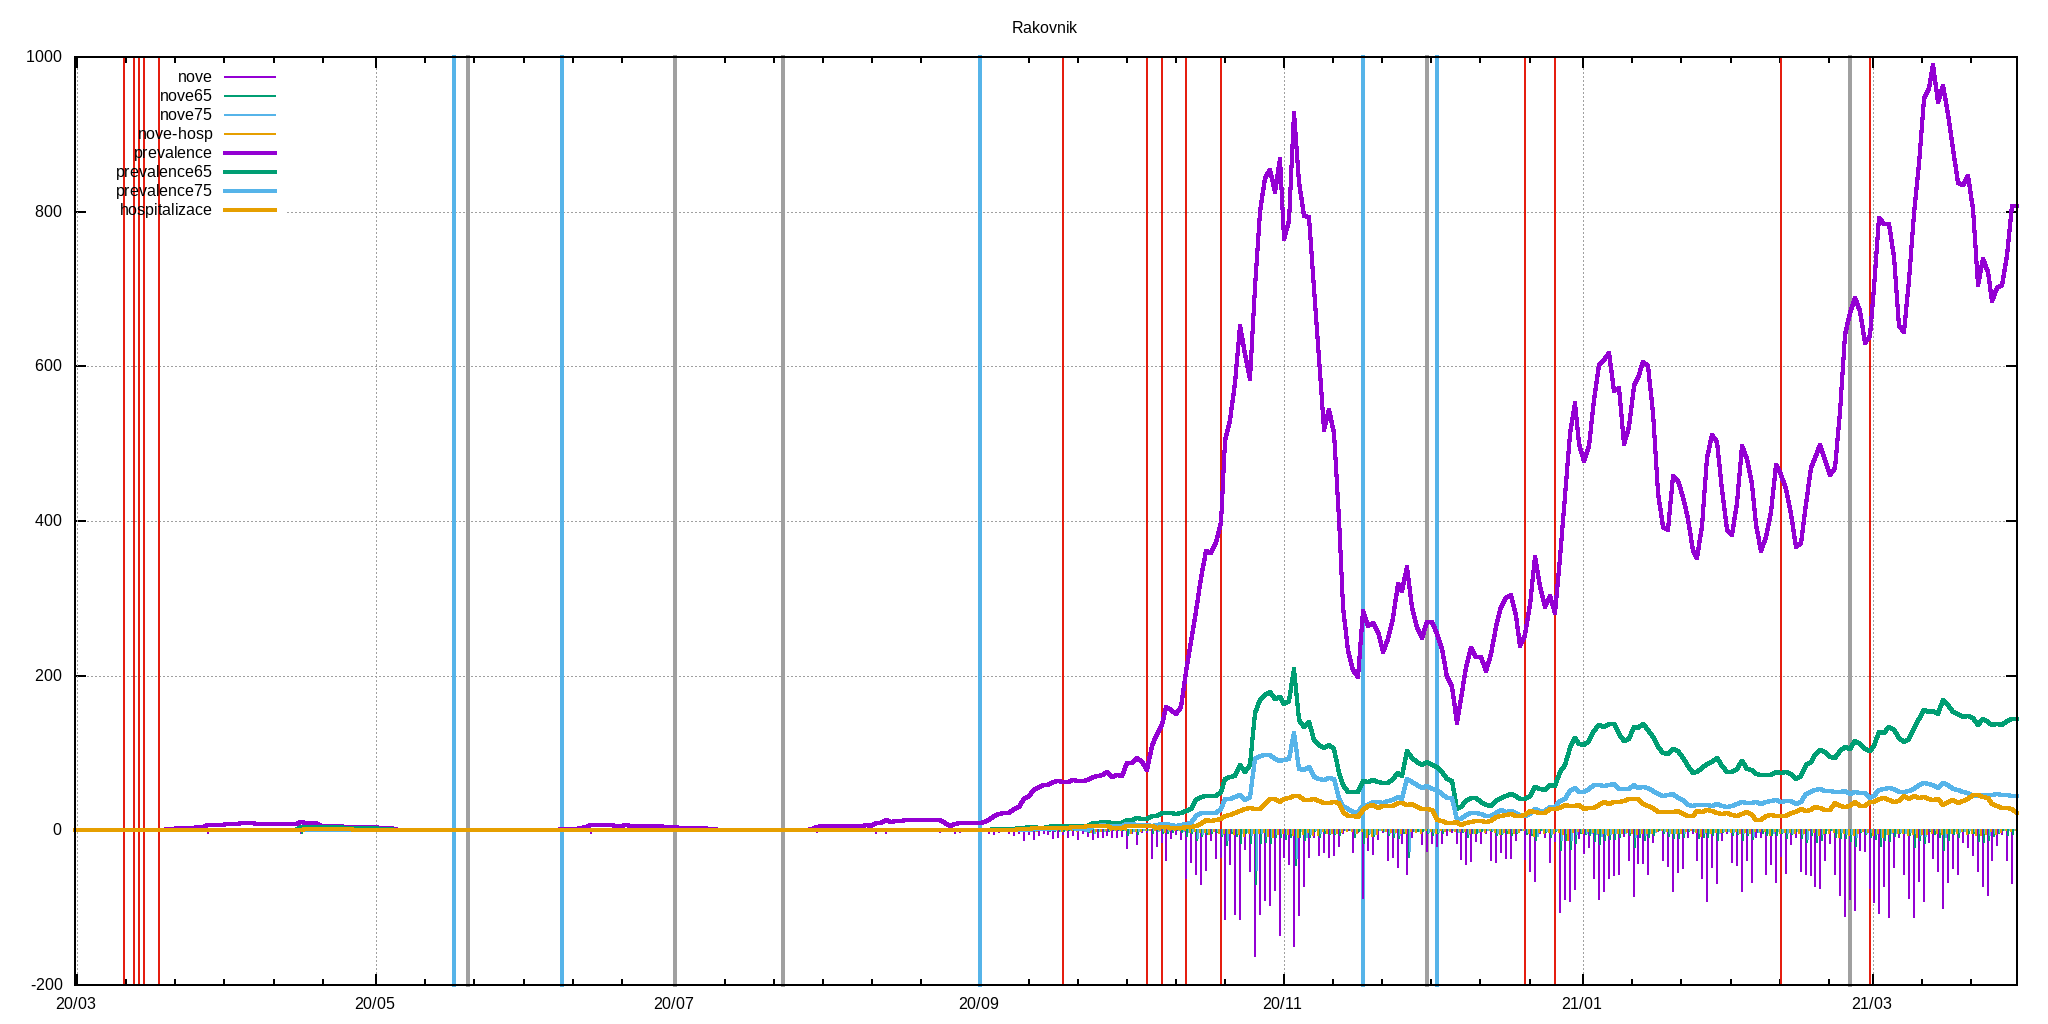 Rakovnik
1000
800
600
400
200
0
-200
nove
nove65
nove75
nove-hosp
prevalence
prevalence65
prevalence75
hospitalizace
20/03 20/05 20/07 20/09 20/11 21/01 21/03